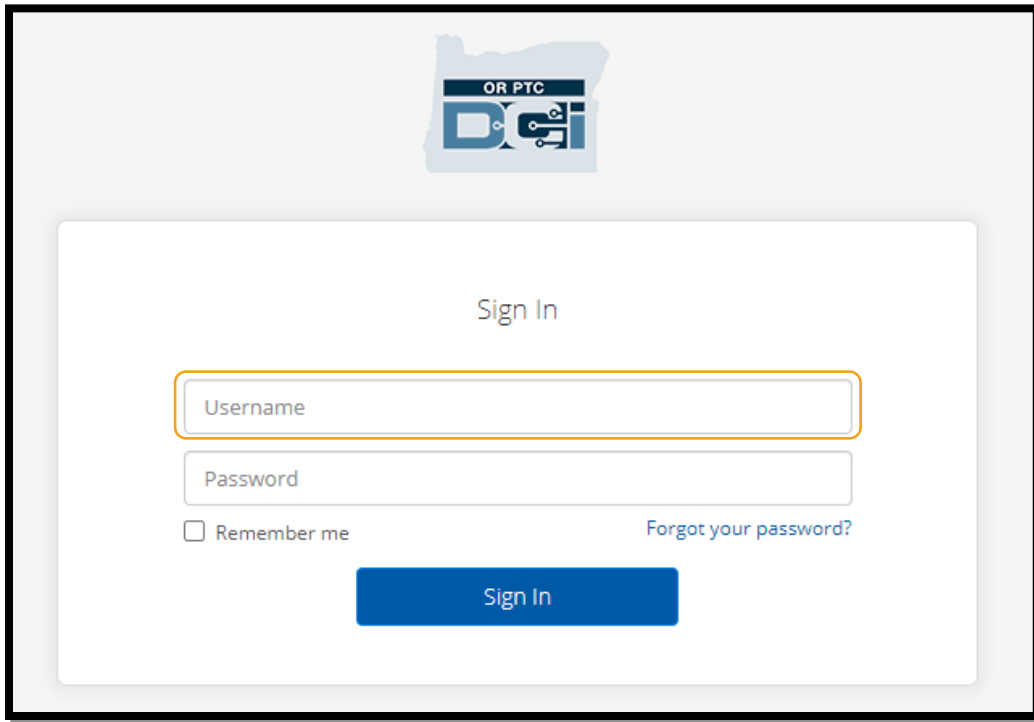 OR PTC
DCi
Sign In
Username
Password
Remember me
Forgot your password?
Sign In